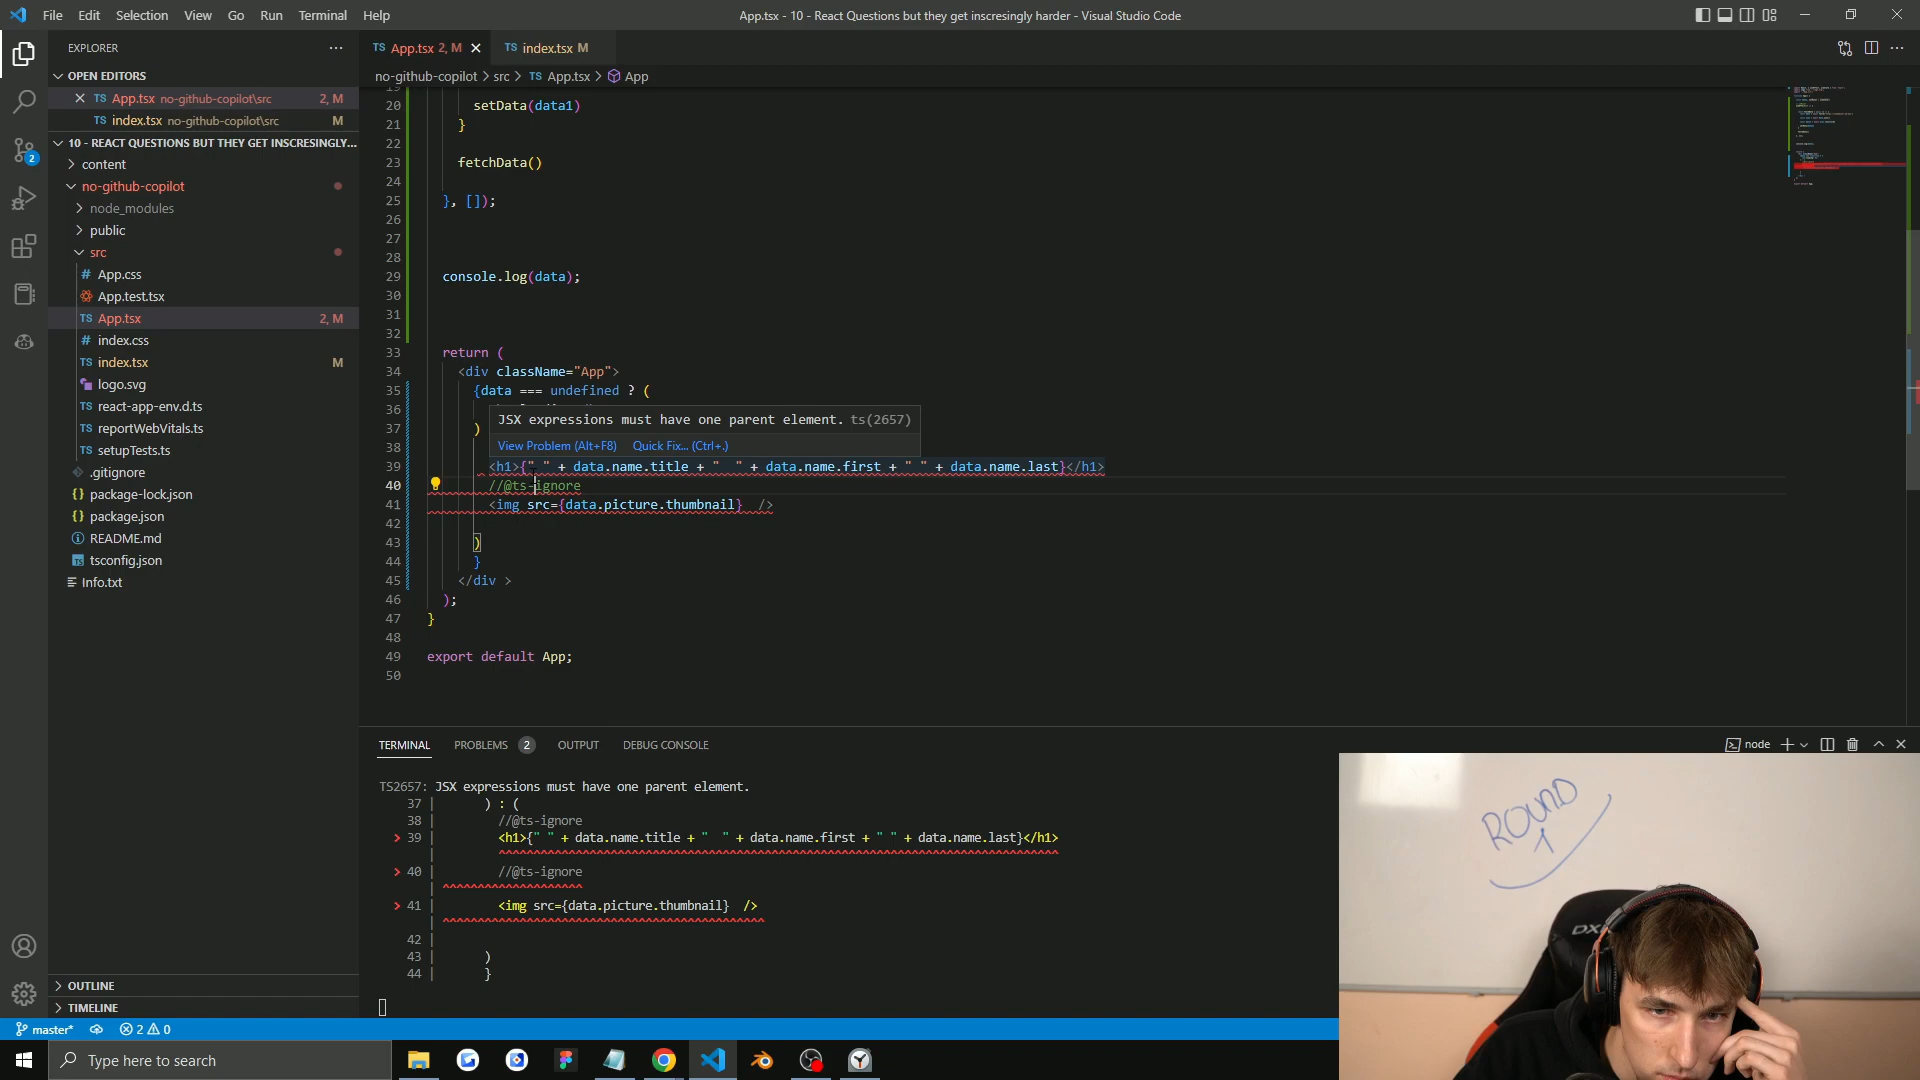 File Edit Selection View Go Run Terminal Help
App.tsx - 10 - React Questions but they get inscresingly harder - Visual Studio Code
EXPLORER
OPEN EDITORS
App.tsx no-github-copilot\src 2, M
index.tsx no-github-copilot\src M
10 - REACT QUESTIONS BUT THEY GET INSCRESINGLY...
content
no-github-copilot
node_modules
public
src
App.css
App.test.tsx
App.tsx 2, M
index.css
index.tsx M
logo.svg
react-app-env.d.ts
reportWebVitals.ts
setupTests.ts
.gitignore
package-lock.json
package.json
README.md
tsconfig.json
Info.txt
OUTLINE
TIMELINE
TS App.tsx 2, M TS index.tsx M
no-github-copilot > src > TS App.tsx > App
20 setData(data1)
21 }
22
23 fetchData()
24
25 }, []);
26
27
28
29 console.log(data);
30
31
32
33 return (
34 <div className="App">
35 {data === undefined ? (
36
JSX expressions must have one parent element. ts(2657)
37 )
View Problem (Alt+F8) Quick Fix... (Ctrl+.)
38
39 <h1>{" " + data.name.title + "  " + data.name.first + " " + data.name.last}</h1>
40 //@ts-ignore
41 <img src={data.picture.thumbnail}  />
42
43 )
44 }
45 </div >
46 );
47 }
48
49 export default App;
50
TERMINAL PROBLEMS 2 OUTPUT DEBUG CONSOLE
node
TS2657: JSX expressions must have one parent element.
37 | ) : (
38 | //@ts-ignore
> 39 | <h1>{" " + data.name.title + "  " + data.name.first + " " + data.name.last}</h1>
| ^^^^^^^^^^^^^^^^^^^^^^^^^^^^^^^^^^^^^^^^^^^^^^^^^^^^^^^^^^^^^^^^^^^^^^^^^^^^^^^^
> 40 | //@ts-ignore
| ^^^^^^^^^^^^^^^^^^^^
> 41 | <img src={data.picture.thumbnail}  />
| ^^^^^^^^^^^^^^^^^^^^^^^^^^^^^^^^^^^^^^^^^^^^^^
42 |
43 | )
44 | }
ROUND
1
master* 2 0
Type here to search